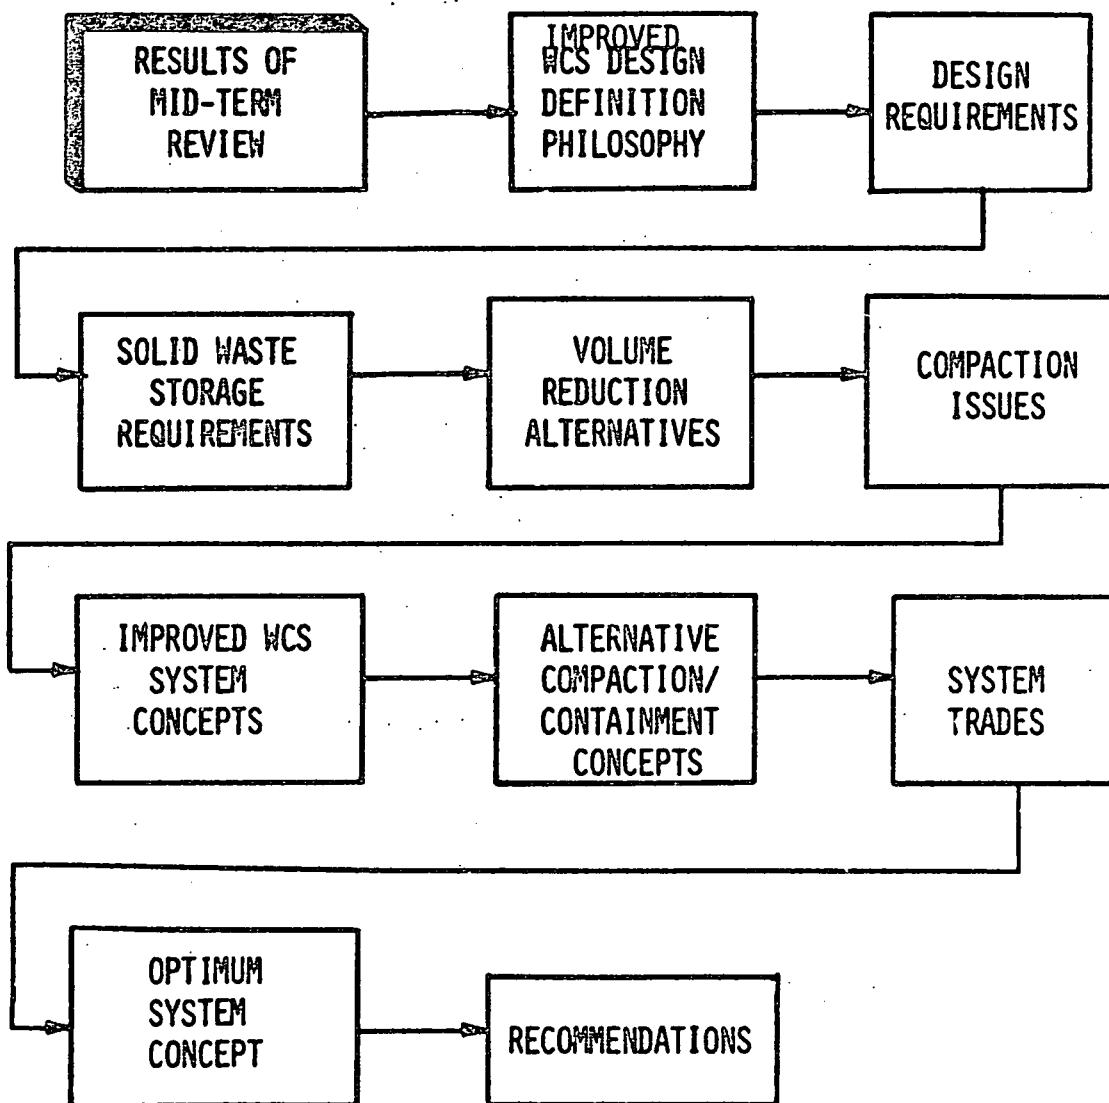 RESULTS OF
MID-TERM
REVIEW
IMPROVED
WCS DESIGN
DEFINITION
PHILOSOPHY
DESIGN
REQUIREMENTS
SOLID WASTE
STORAGE
REQUIREMENTS
VOLUME
REDUCTION
ALTERNATIVES
COMPACTION
ISSUES
IMPROVED WCS
SYSTEM
CONCEPTS
ALTERNATIVE
COMPACTION/
CONTAINMENT
CONCEPTS
SYSTEM
TRADES
OPTIMUM
SYSTEM
CONCEPT
RECOMMENDATIONS